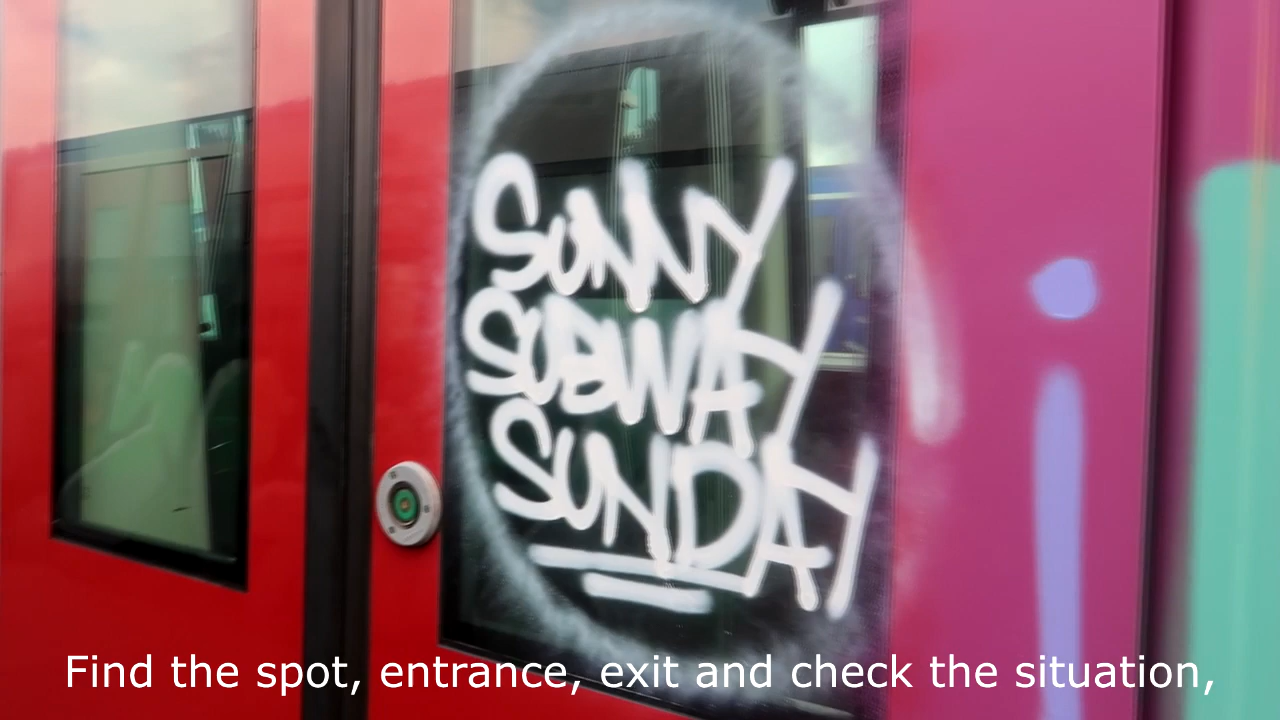 SUNNY
SUBWAY
SUNDAY
Find the spot, entrance, exit and check the situation,